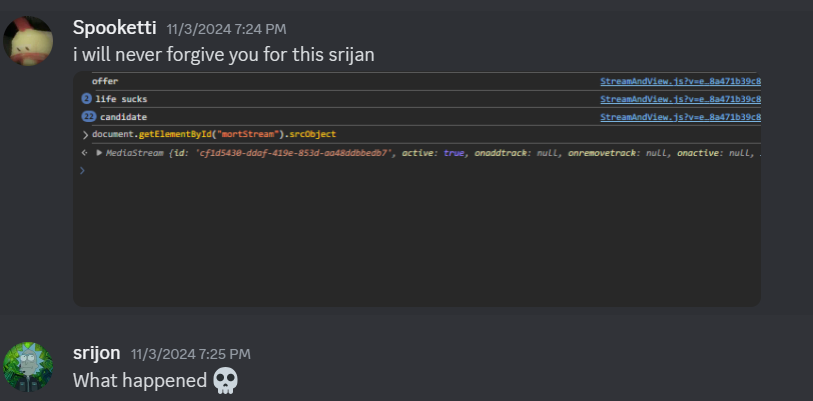 Spooketti 11/3/2024 7:24 PM
i will never forgive you for this srijan
offer StreamAndView.js?v=e…8a471b39c8
2 life sucks StreamAndView.js?v=e…8a471b39c8
22 candidate StreamAndView.js?v=e…8a471b39c8
> document.getElementById("mortStream").srcObject
MediaStream {id: 'cf1d5430-ddaf-419e-853d-aa48ddbbedb7', active: true, onaddtrack: null, onremovetrack: null, onactive: null, …
srijon 11/3/2024 7:25 PM
What happened 💀